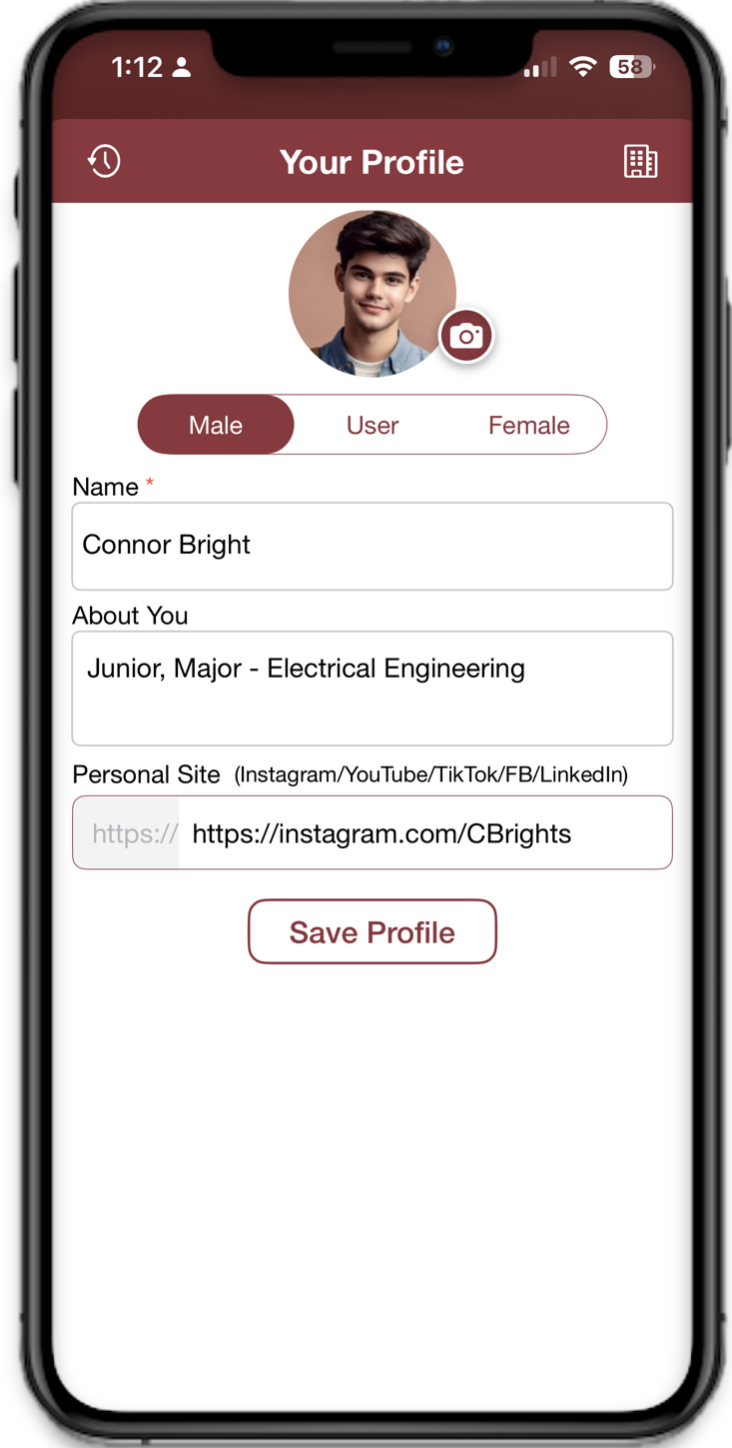 1:12
58
Your Profile
Male User Female
Name *
Connor Bright
About You
Junior, Major - Electrical Engineering
Personal Site (Instagram/YouTube/TikTok/FB/LinkedIn)
https:// https://instagram.com/CBrights
Save Profile